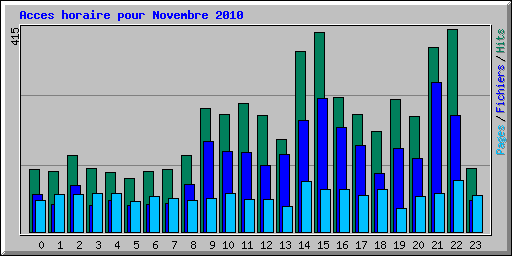 Acces horaire pour Novembre 2010
415
Pages / Fichiers / Hits
0 1 2 3 4 5 6 7 8 9 10 11 12 13 14 15 16 17 18 19 20 21 22 23